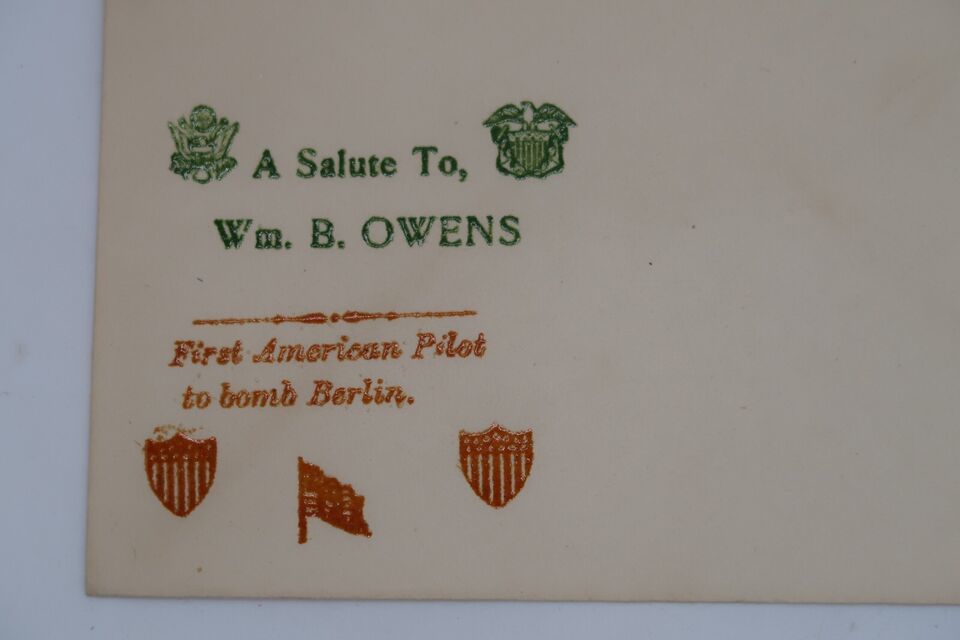 A Salute To,
Wm. B. OWENS
First American Pilot
to bomb Berlin.